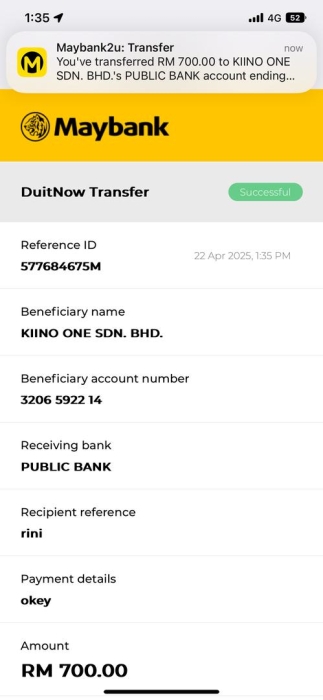 1:35
4G 52
Maybank2u: Transfer now
You've transferred RM 700.00 to KIINO ONE
SDN. BHD.'s PUBLIC BANK account ending...
Maybank
DuitNow Transfer Successful
Reference ID
577684675M
22 Apr 2025, 1:35 PM
Beneficiary name
KIINO ONE SDN. BHD.
Beneficiary account number
3206 5922 14
Receiving bank
PUBLIC BANK
Recipient reference
rini
Payment details
okey
Amount
RM 700.00